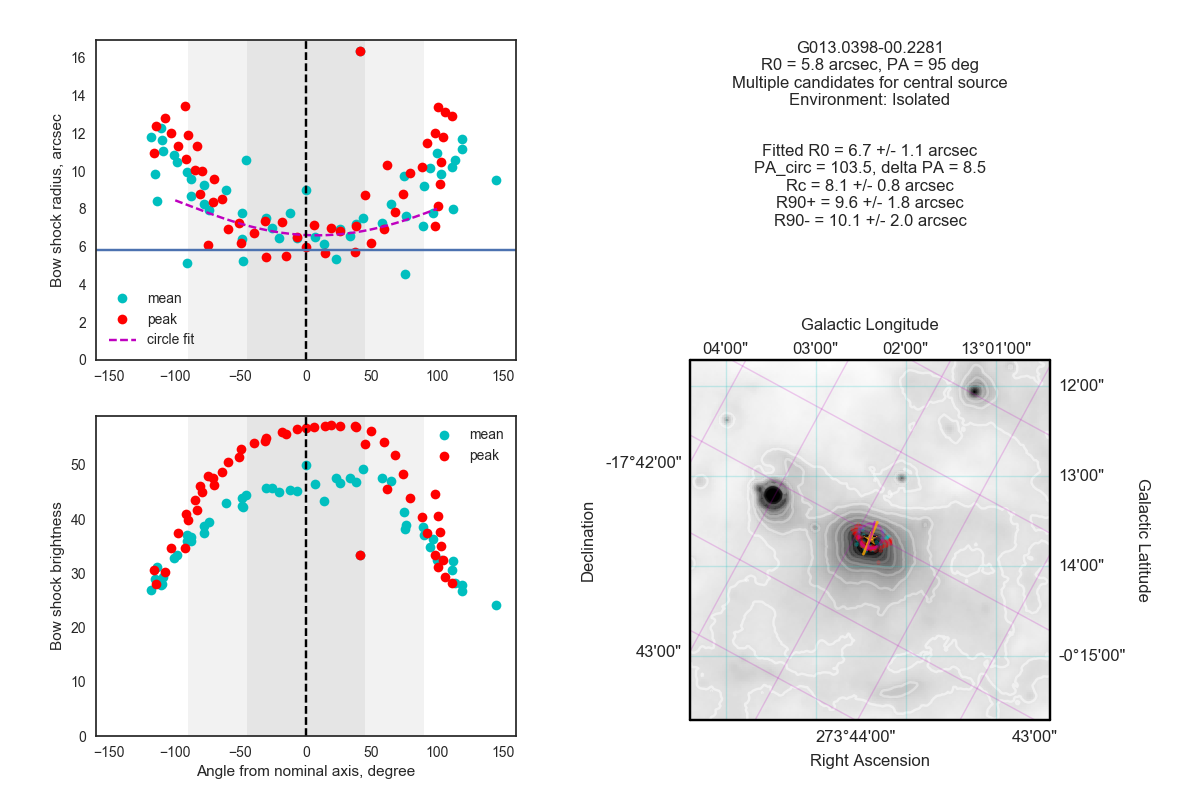 G013.0398-00.2281
R0 = 5.8 arcsec, PA = 95 deg
Multiple candidates for central source
Environment: Isolated
Fitted R0 = 6.7 +/- 1.1 arcsec
PA_circ = 103.5, delta PA = 8.5
Rc = 8.1 +/- 0.8 arcsec
R90+ = 9.6 +/- 1.8 arcsec
R90- = 10.1 +/- 2.0 arcsec
Bow shock radius, arcsec
16
14
12
10
8
6
4
2
0
mean
peak
circle fit
−150 −100 −50 0 50 100 150
Bow shock brightness
50
40
30
20
10
0
mean
peak
−150 −100 −50 0 50 100 150
Angle from nominal axis, degree
Galactic Longitude
04'00" 03'00" 02'00" 13°01'00"
12'00"
13'00"
14'00"
-0°15'00"
Galactic Latitude
-17°42'00"
43'00"
Declination
273°44'00" 43'00"
Right Ascension